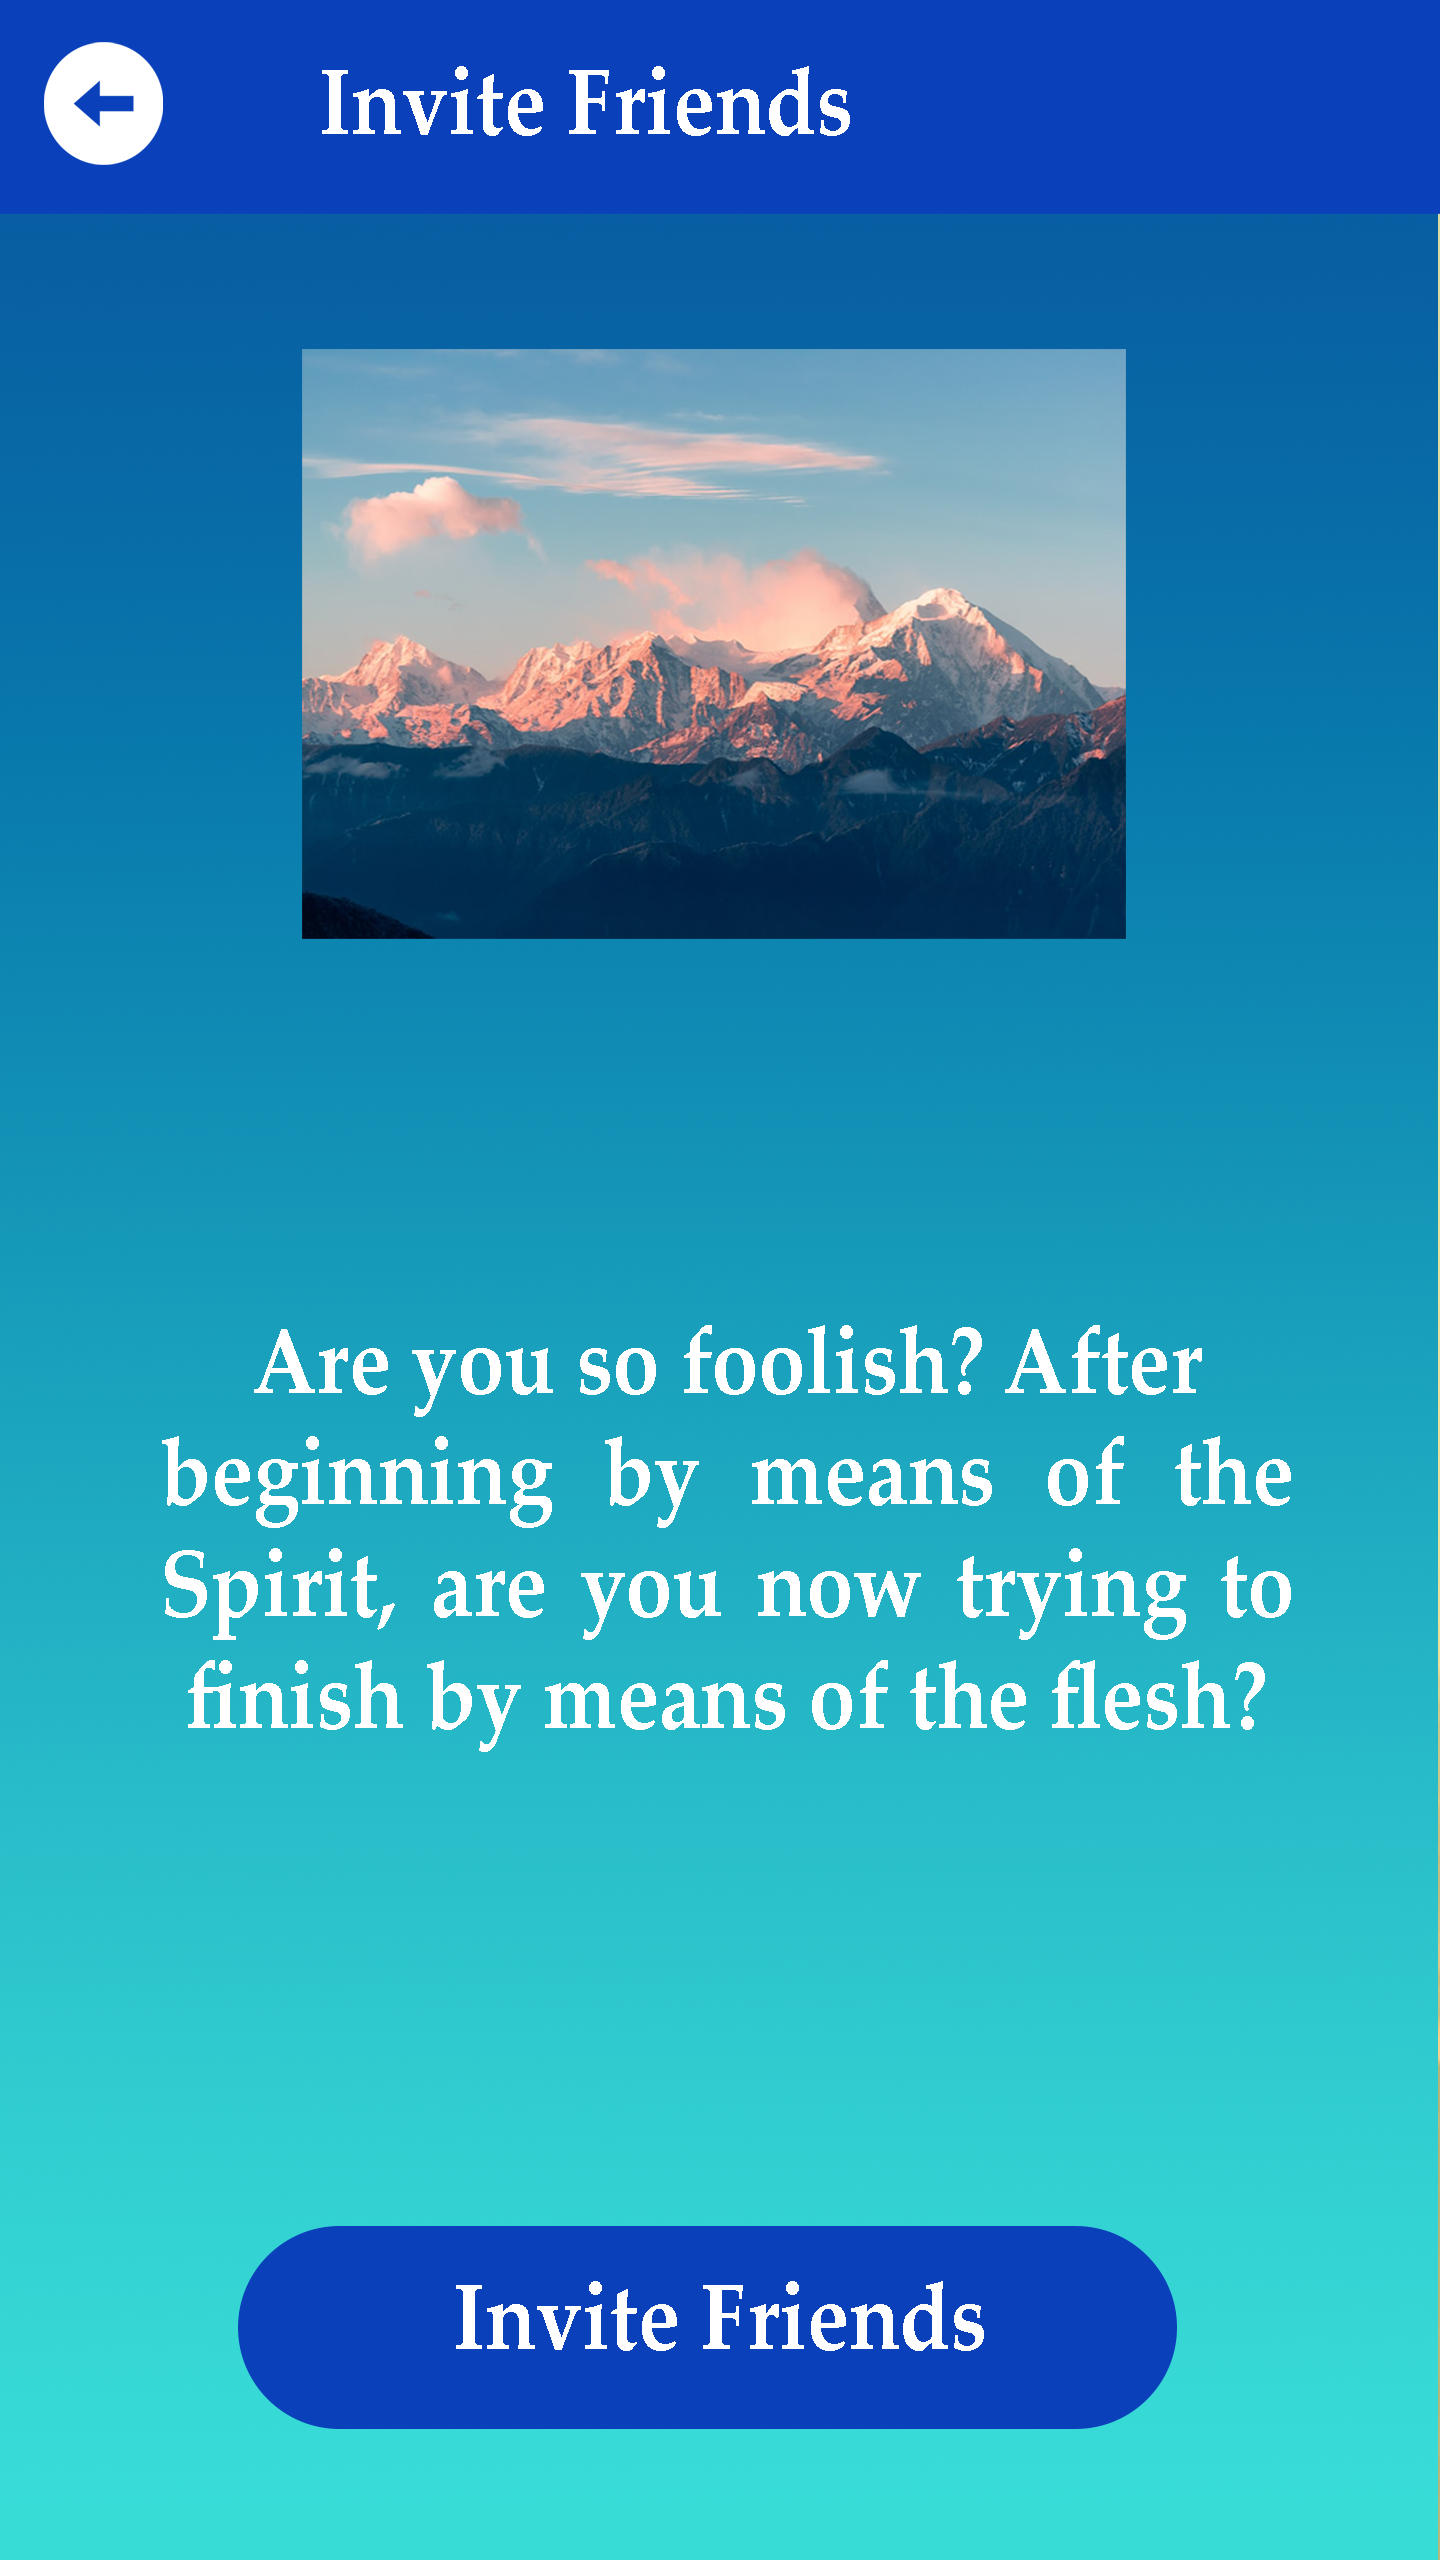 Invite Friends
Are you so foolish? After
beginning by means of the
Spirit, are you now trying to
finish by means of the flesh?
Invite Friends